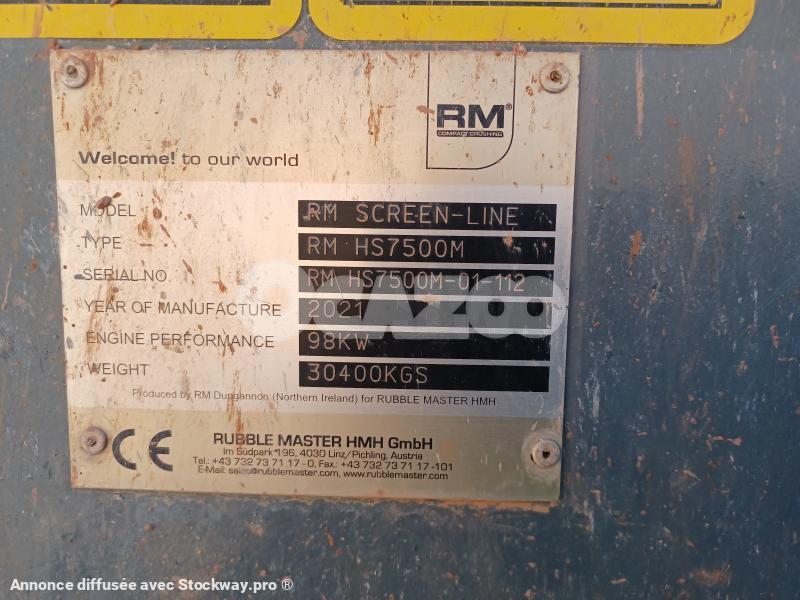 RM®
COMPACT CRUSHING
Welcome! to our world
MODEL RM SCREEN-LINE
TYPE RM HS7500M
SERIAL NO. RM HS7500M-01-112
OCAZOO
YEAR OF MANUFACTURE 2021
ENGINE PERFORMANCE 98KW
WEIGHT 30400KGS
Produced by RM Dungannon (Northern Ireland) for RUBBLE MASTER HMH
CE
RUBBLE MASTER HMH GmbH
Im Südpark 196, 4030 Linz/Pichling, Austria
Tel.: +43 732 73 71 17 - 0, Fax.: +43 732 73 71 17 -101
E-Mail: sales@rubblemaster.com, www.rubblemaster.com
Annonce diffusée avec Stockway.pro ®